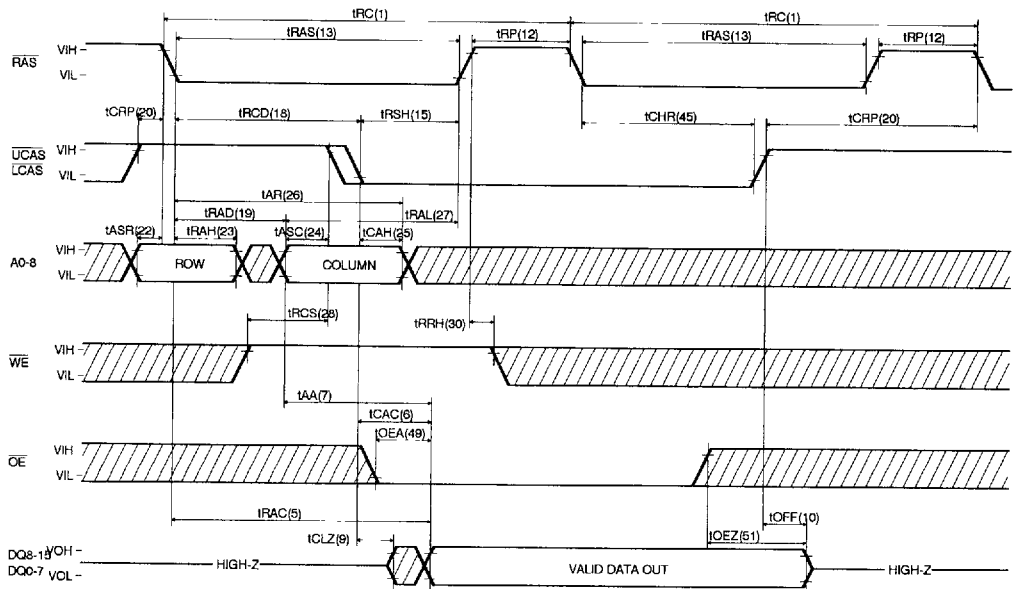 tRC(1) tRC(1)
tRAS(13) tRP(12) tRAS(13) tRP(12)
RAS VIH
VIL
tCRP(20) tRCD(18) tRSH(15) tCHR(45) tCRP(20)
UCAS VIH
LCAS VIL
tAR(26)
tRAD(19) tRAL(27)
tASR(22) tRAH(23) tASC(24) tCAH(25)
A0-8 VIH
VIL
ROW COLUMN
tRCS(28) tRRH(30)
WE VIH
VIL
tAA(7)
tCAC(6)
tOEA(49)
OE VIH
VIL
tRAC(5) tOFF(10)
tCLZ(9) tOEZ(51)
DQ8-15 VOH
DQ0-7 VOL
HIGH-Z VALID DATA OUT HIGH-Z